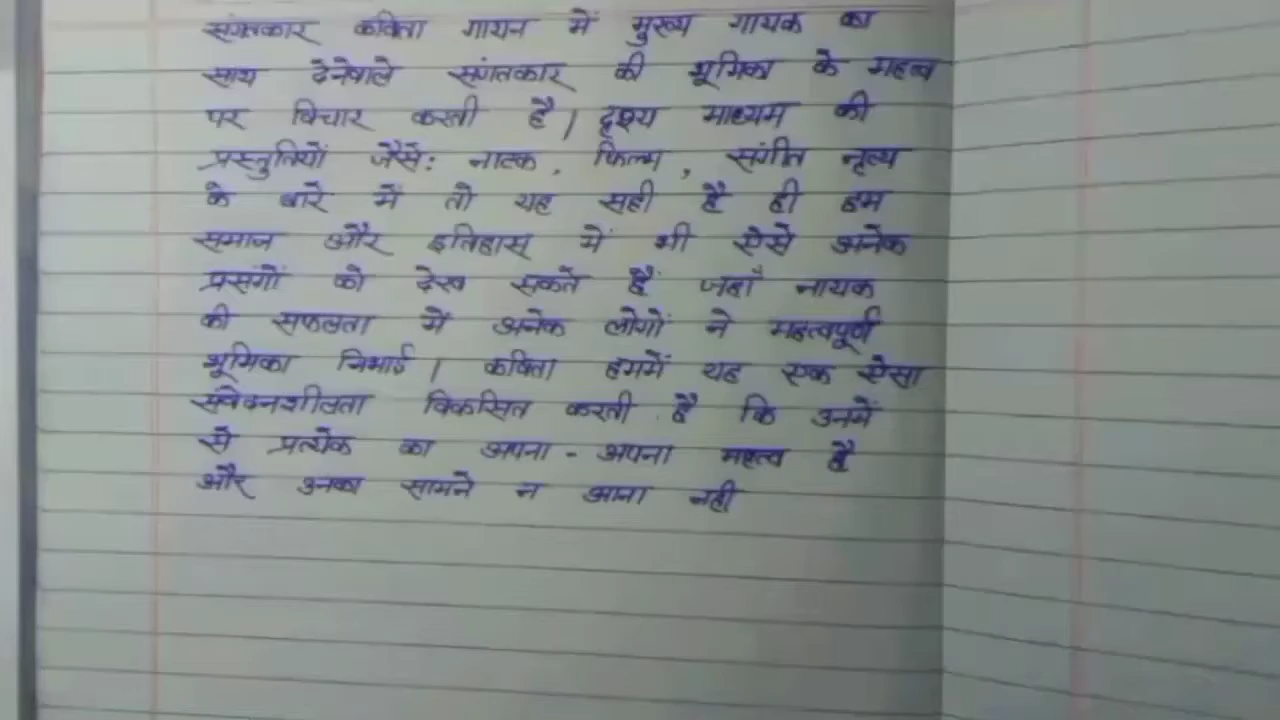 संगतकार कविता गायन में मुख्य गायक का
साथ देनेवाले संगतकार की भूमिका के महत्व
पर विचार करती है। दृश्य माध्यम की
प्रस्तुतियों जैसे: नाटक, फिल्म, संगीत नृत्य
के बारे में तो यह सही है ही हम
समाज और इतिहास में भी ऐसे अनेक
प्रसंगों को देख सकते हैं जहाँ नायक
की सफलता में अनेक लोगों ने महत्वपूर्ण
भूमिका निभाई। कविता हममें यह एक ऐसा
संवेदनशीलता विकसित करती है कि उनमें
से प्रत्येक का अपना - अपना महत्व है
और उनका सामने न आना नही